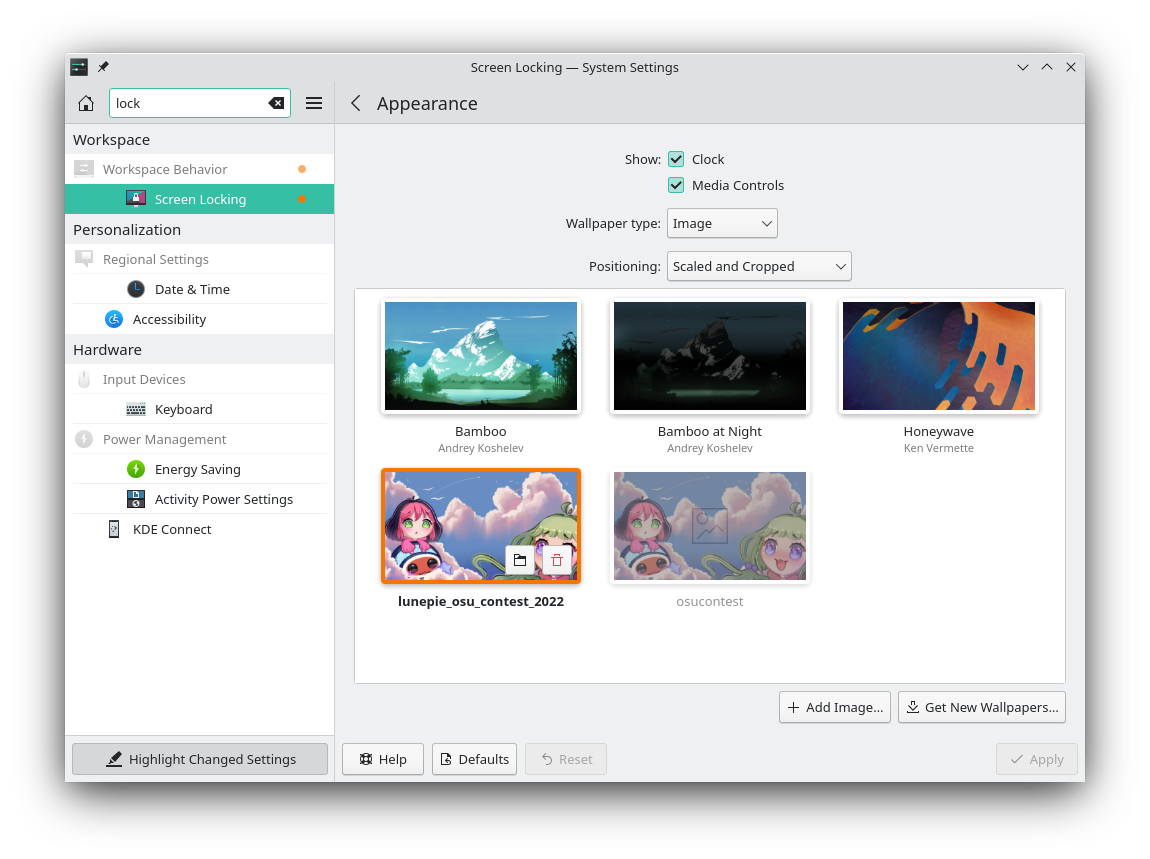 Screen Locking — System Settings
lock
Appearance
Workspace
Workspace Behavior
Screen Locking
Personalization
Regional Settings
Date & Time
Accessibility
Hardware
Input Devices
Keyboard
Power Management
Energy Saving
Activity Power Settings
KDE Connect
Highlight Changed Settings
Show: Clock
Media Controls
Wallpaper type: Image
Positioning: Scaled and Cropped
Bamboo
Andrey Koshelev
Bamboo at Night
Andrey Koshelev
Honeywave
Ken Vermette
lunepie_osu_contest_2022
osucontest
Add Image...
Get New Wallpapers...
Help
Defaults
Reset
Apply